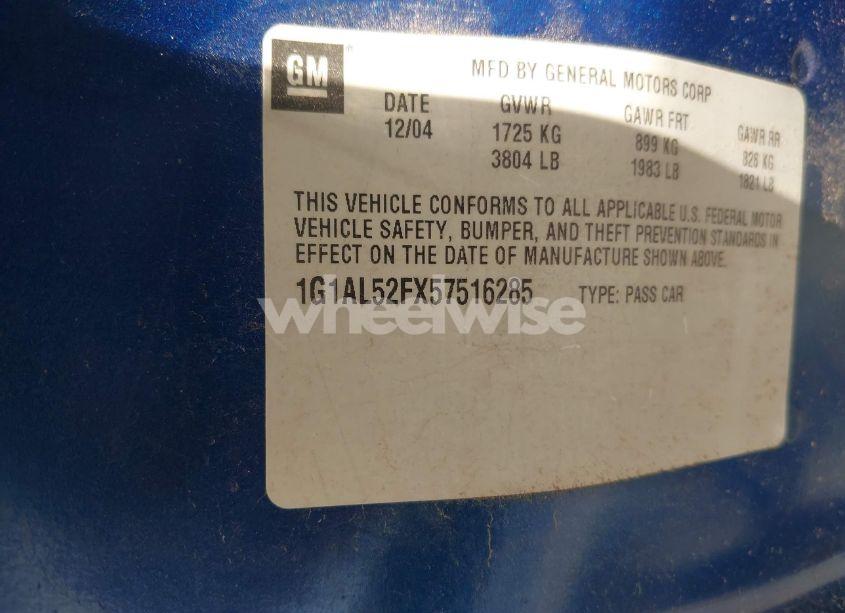 GM
MFD BY GENERAL MOTORS CORP
DATE GVWR GAWR FRT GAWR RR
12/04 1725 KG 899 KG 826 KG
3804 LB 1983 LB 1821 LB
THIS VEHICLE CONFORMS TO ALL APPLICABLE U.S. FEDERAL MOTOR
VEHICLE SAFETY, BUMPER, AND THEFT PREVENTION STANDARDS IN
EFFECT ON THE DATE OF MANUFACTURE SHOWN ABOVE.
1G1AL52FX57516285 TYPE: PASS CAR
wheelwise